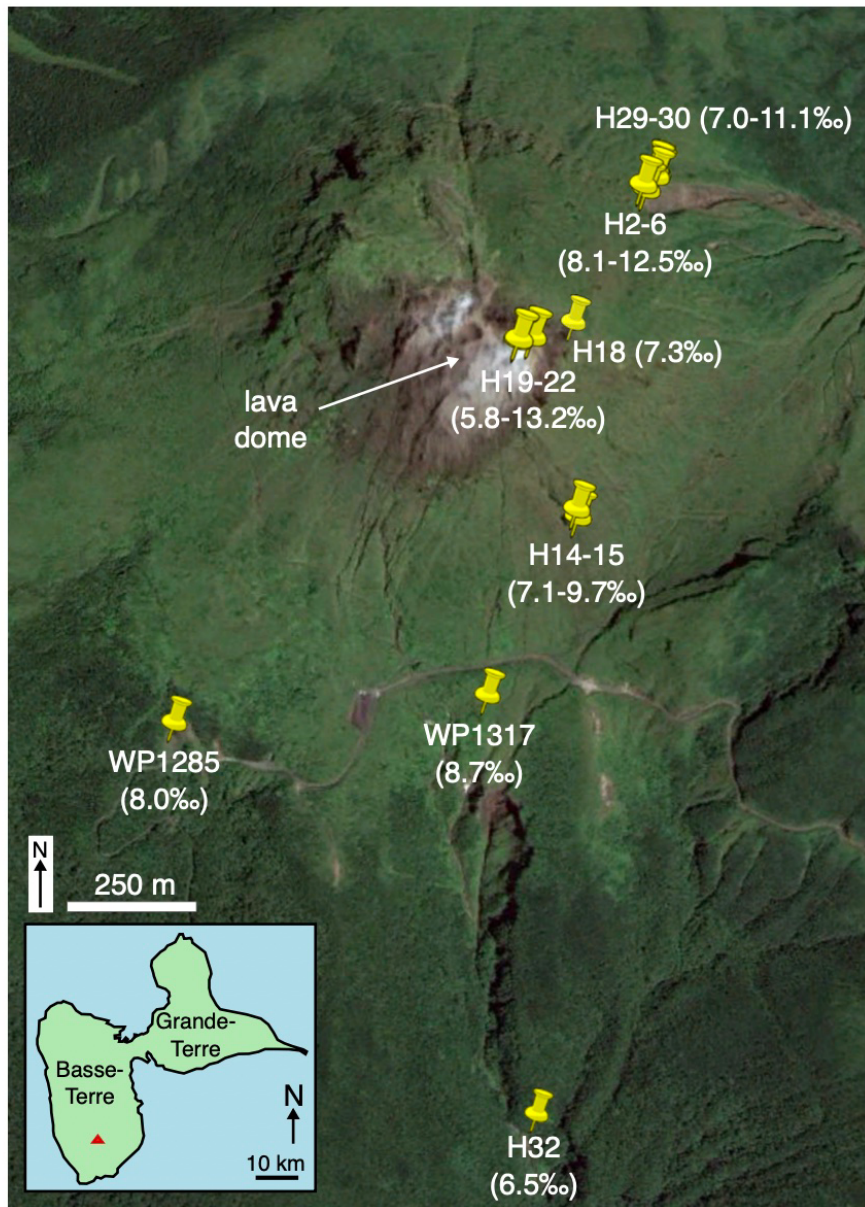 H29-30 (7.0-11.1‰)
H2-6
(8.1-12.5‰)
H18 (7.3‰)
H19-22
(5.8-13.2‰)
lava
dome
H14-15
(7.1-9.7‰)
WP1317
(8.7‰)
WP1285
(8.0‰)
N
250 m
Grande-
Terre
Basse-
Terre
N
10 km
H32
(6.5‰)